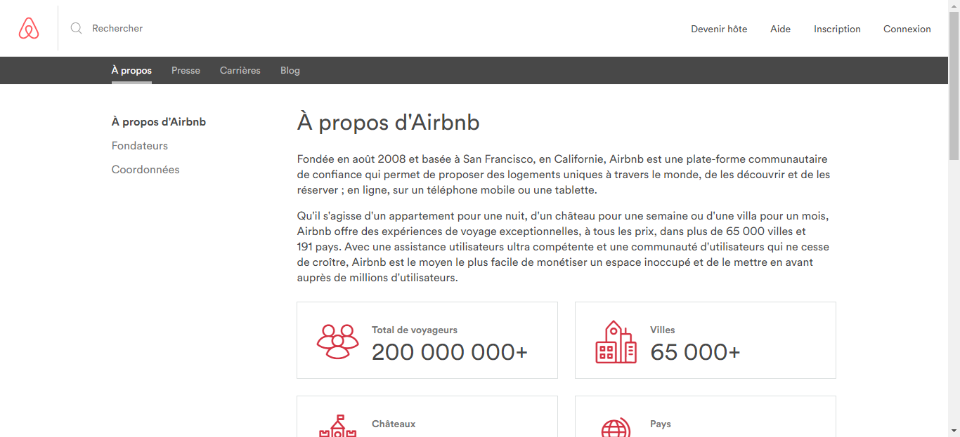 Rechercher
Devenir hôte
Aide
Inscription
Connexion
À propos
Presse
Carrières
Blog
À propos d'Airbnb
Fondateurs
Coordonnées
À propos d'Airbnb
Fondée en août 2008 et basée à San Francisco, en Californie, Airbnb est une plate-forme communautaire
de confiance qui permet de proposer des logements uniques à travers le monde, de les découvrir et de les
réserver ; en ligne, sur un téléphone mobile ou une tablette.
Qu'il s'agisse d'un appartement pour une nuit, d'un château pour une semaine ou d'une villa pour un mois,
Airbnb offre des expériences de voyage exceptionnelles, à tous les prix, dans plus de 65 000 villes et
191 pays. Avec une assistance utilisateurs ultra compétente et une communauté d'utilisateurs qui ne cesse
de croître, Airbnb est le moyen le plus facile de monétiser un espace inoccupé et de le mettre en avant
auprès de millions d'utilisateurs.
Total de voyageurs
200 000 000+
Villes
65 000+
Châteaux
Pays